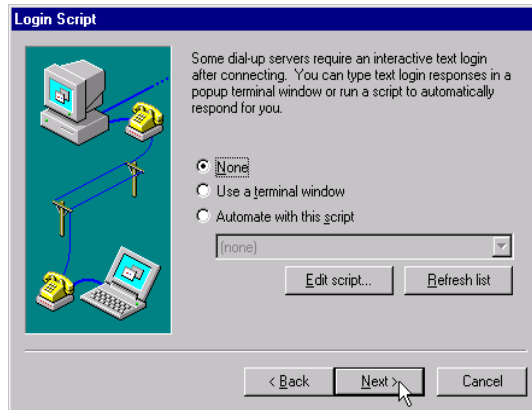 Login Script
Some dial-up servers require an interactive text login
after connecting. You can type text login responses in a
popup terminal window or run a script to automatically
respond for you.
None
Use a terminal window
Automate with this script
(none)
Edit script... Refresh list
< Back Next > Cancel